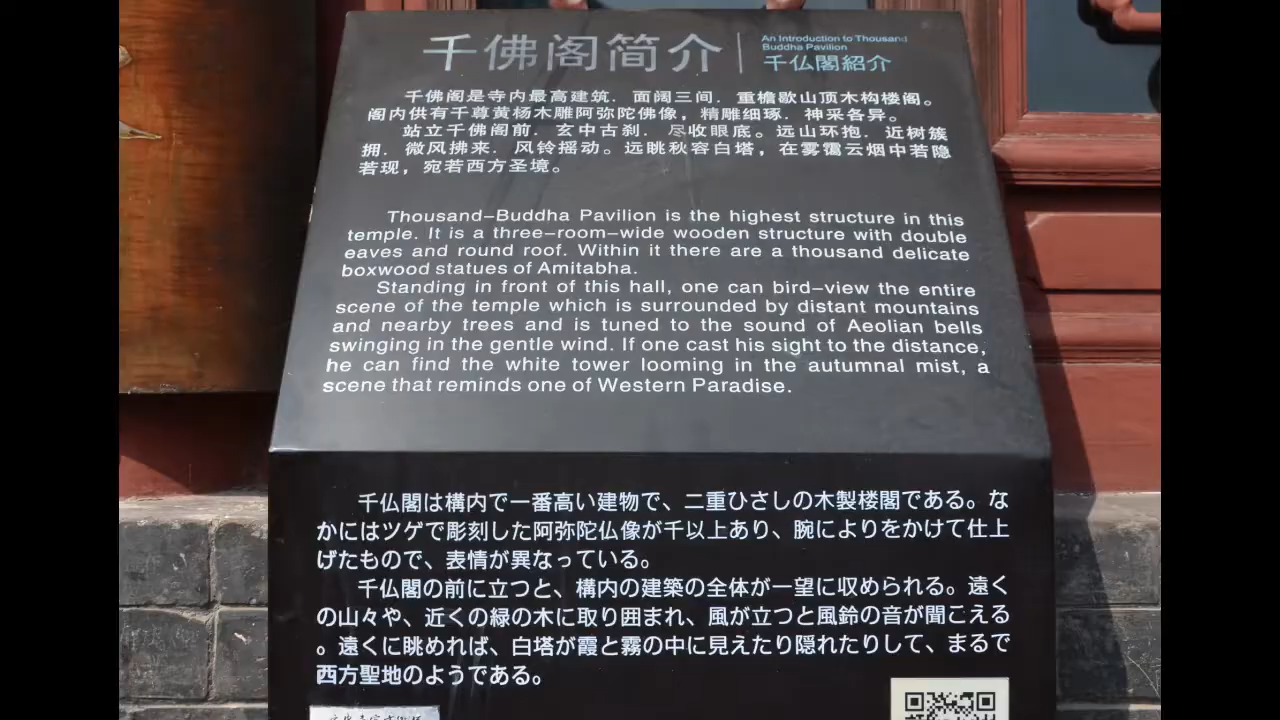 千佛阁简介
An Introduction to Thousand
Buddha Pavilion
千仏閣紹介
千佛阁是寺内最高建筑．面阔三间．重檐歇山顶木构楼阁。
阁内供有千尊黄杨木雕阿弥陀佛像，精雕细琢．神采各异。
站立千佛阁前．玄中古刹．尽收眼底。远山环抱．近树簇
拥．微风拂来．风铃摇动。远眺秋容白塔，在雾霭云烟中若隐
若现，宛若西方圣境。
Thousand–Buddha Pavilion is the highest structure in this
temple. It is a three–room–wide wooden structure with double
eaves and round roof. Within it there are a thousand delicate
boxwood statues of Amitabha.
Standing in front of this hall, one can bird–view the entire
scene of the temple which is surrounded by distant mountains
and nearby trees and is tuned to the sound of Aeolian bells
swinging in the gentle wind. If one cast his sight to the distance,
he can find the white tower looming in the autumnal mist, a
scene that reminds one of Western Paradise.
千仏閣は構内で一番高い建物で、二重ひさしの木製楼閣である。な
かにはツゲで彫刻した阿弥陀仏像が千以上あり、腕によりをかけて仕上
げたもので、表情が異なっている。
千仏閣の前に立つと、構内の建築の全体が一望に収められる。遠く
の山々や、近くの緑の木に取り囲まれ、風が立つと風鈴の音が聞こえる
。遠くに眺めれば、白塔が霞と霧の中に見えたり隠れたりして、まるで
西方聖地のようである。